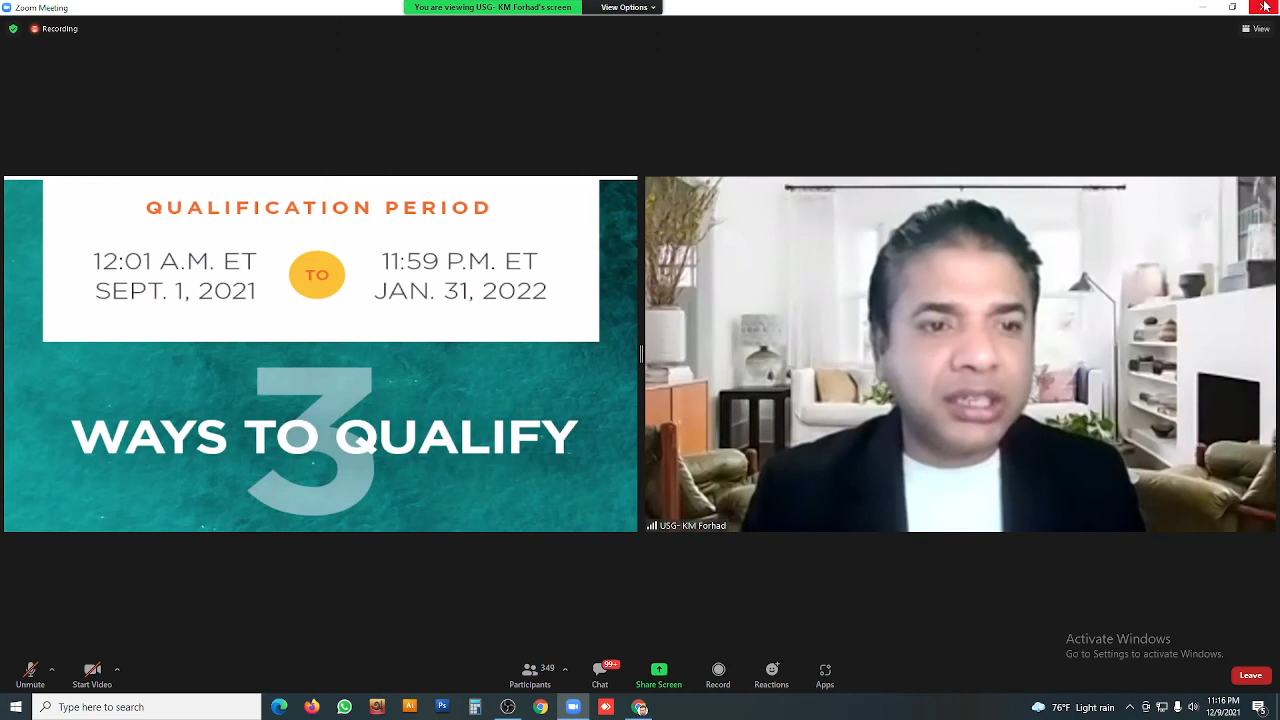 Zoom Meeting
You are viewing USG- KM Forhad's screen
View Options
Recording
View
QUALIFICATION PERIOD
12:01 A.M. ET
SEPT. 1, 2021
TO
11:59 P.M. ET
JAN. 31, 2022
3
WAYS TO QUALIFY
USG- KM Forhad
Activate Windows
Go to Settings to activate Windows.
Unmute
Start Video
349
Participants
99+
Chat
Share Screen
Record
Reactions
Apps
Leave
Type here to search
Ai
Ps
76°F Light rain
11:16 PM
12/9/2021